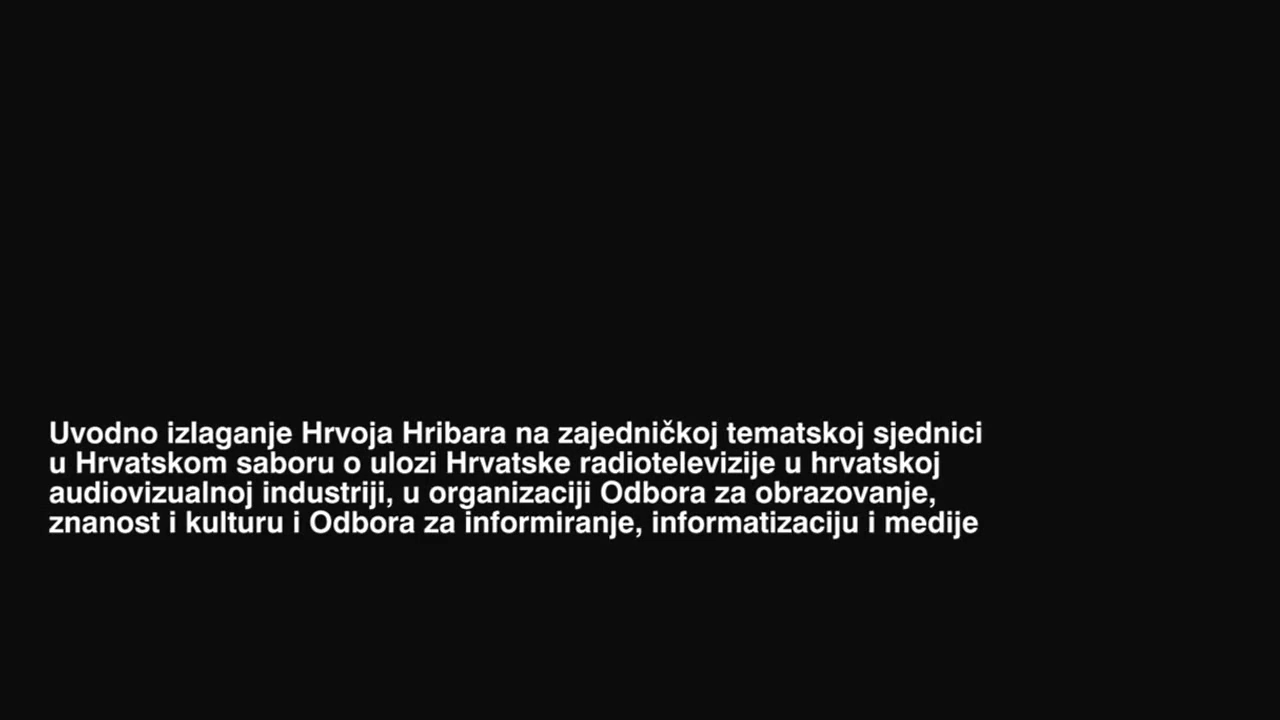 Uvodno izlaganje Hrvoja Hribara na zajedničkoj tematskoj sjednici
u Hrvatskom saboru o ulozi Hrvatske radiotelevizije u hrvatskoj
audiovizualnoj industriji, u organizaciji Odbora za obrazovanje,
znanost i kulturu i Odbora za informiranje, informatizaciju i medije